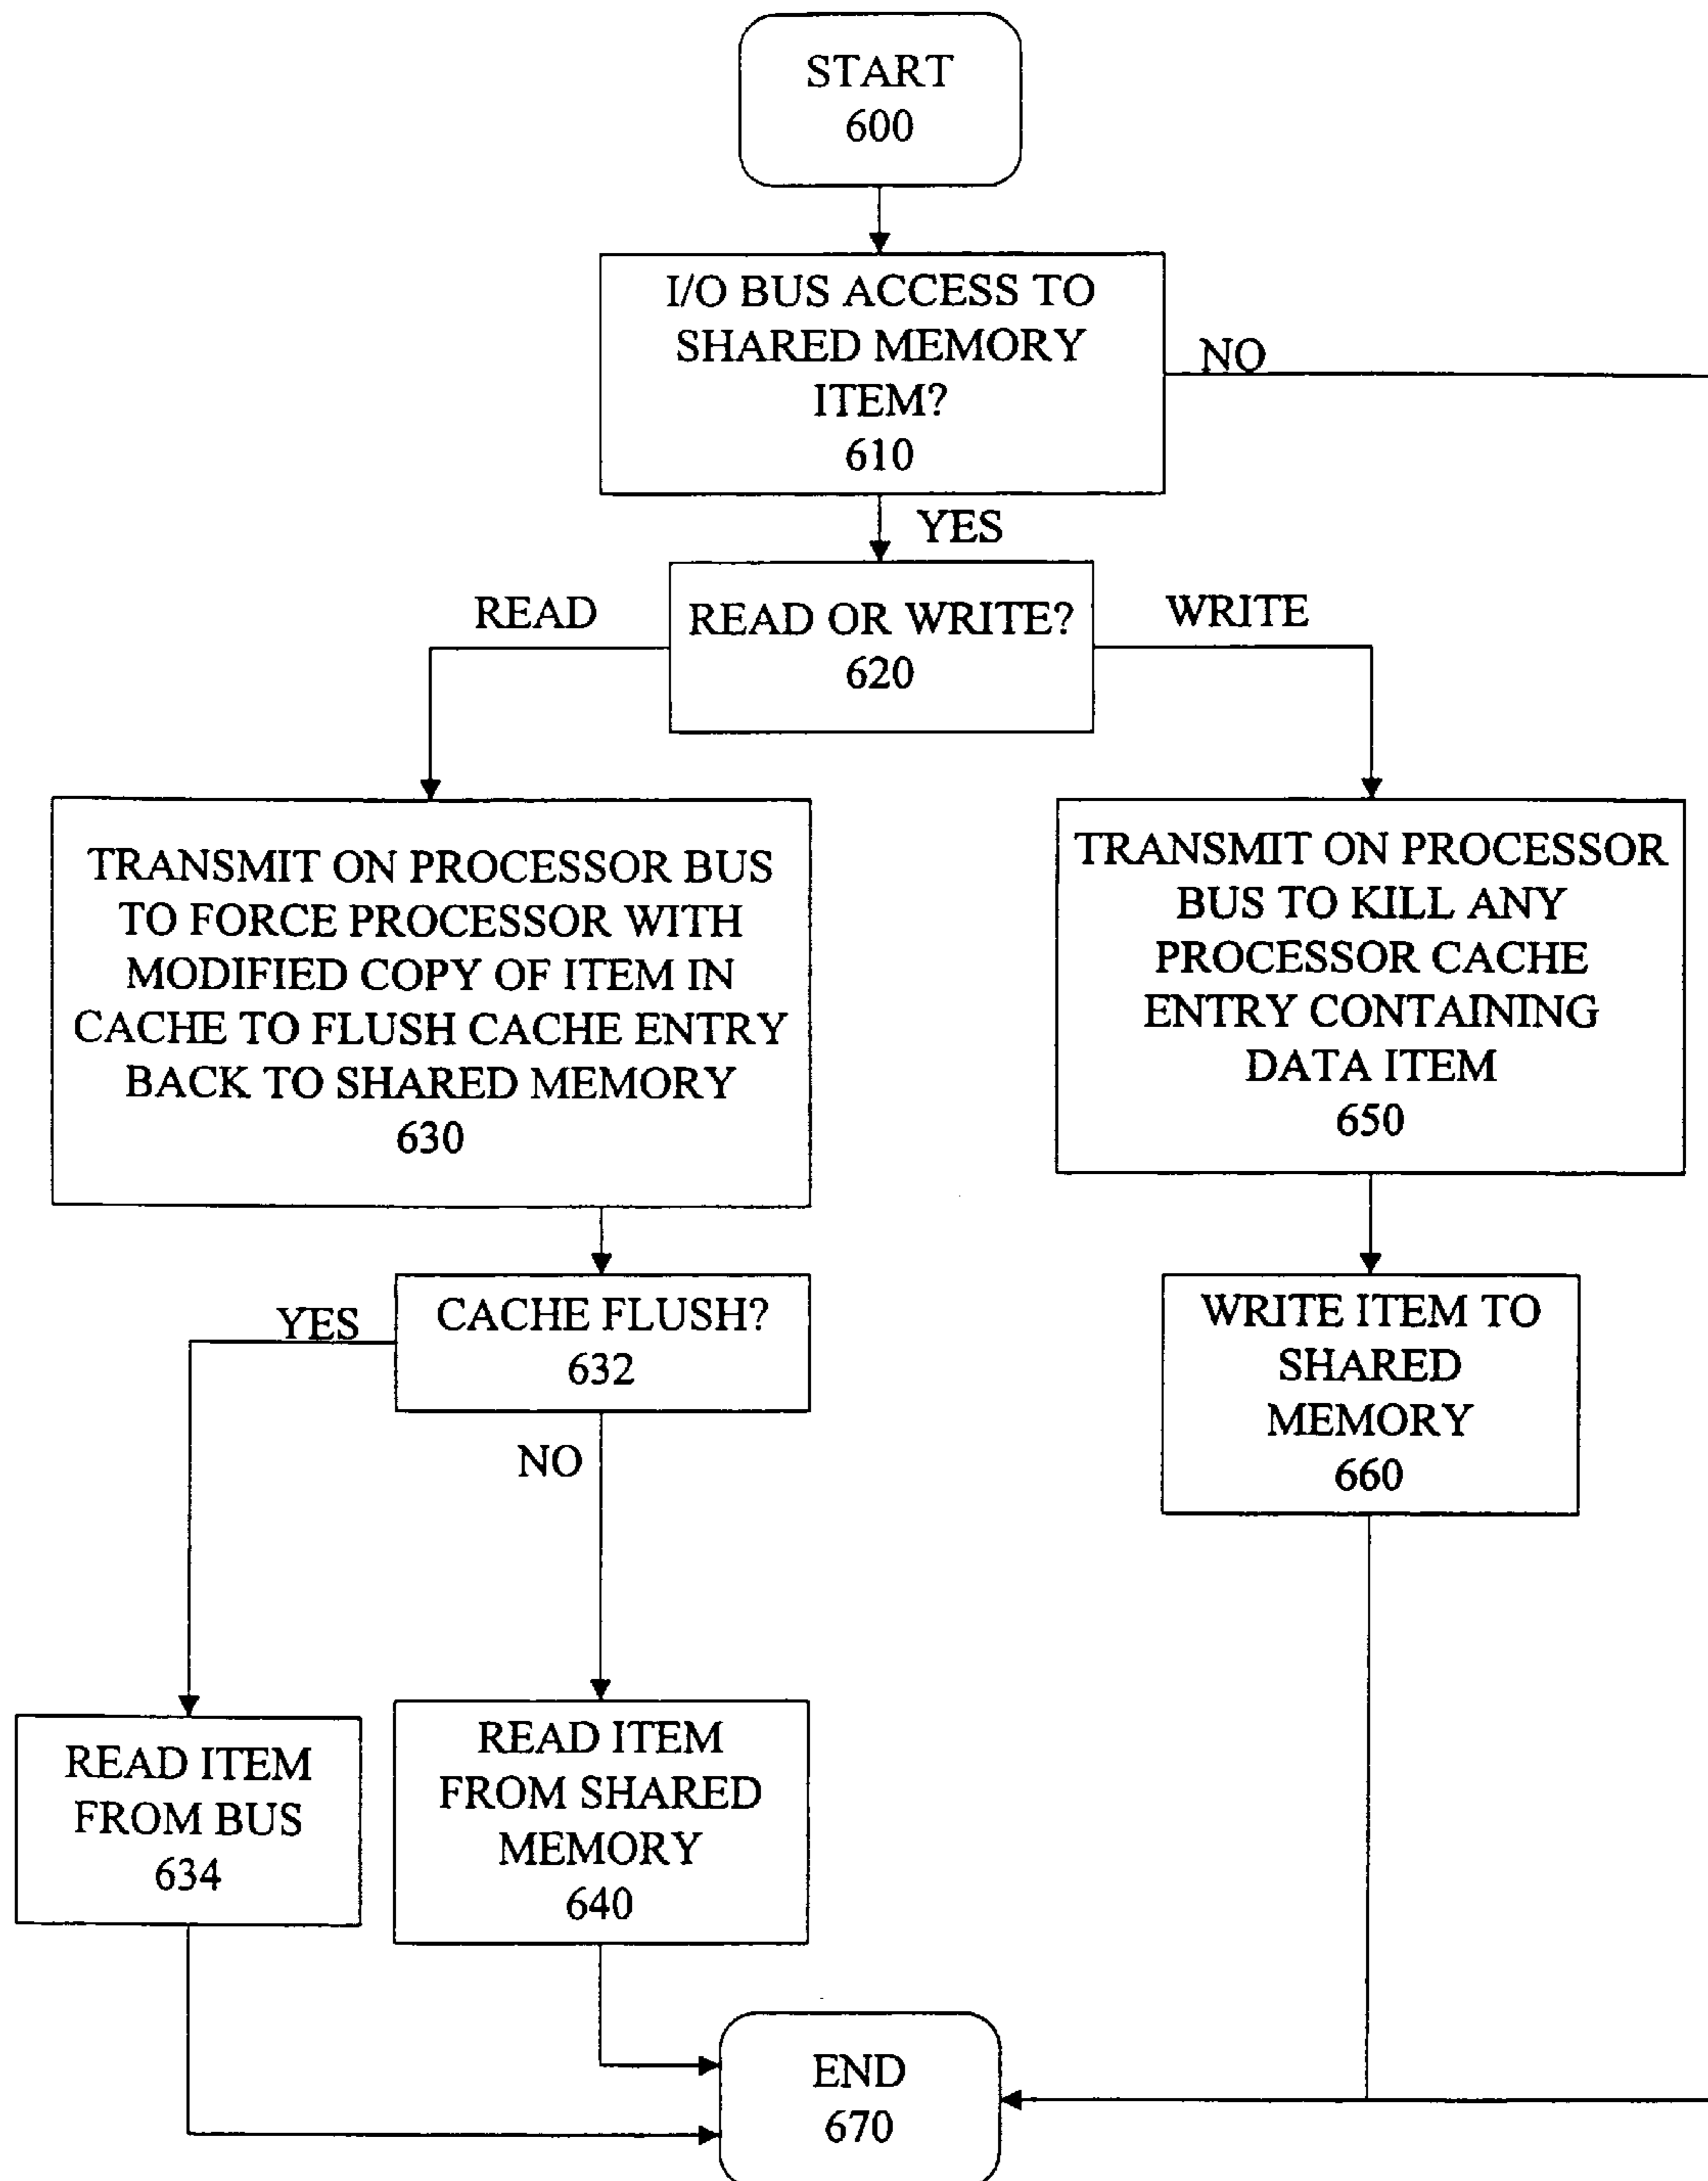 START
600
I/O BUS ACCESS TO
SHARED MEMORY
ITEM?
610
NO
YES
READ
READ OR WRITE?
620
WRITE
TRANSMIT ON PROCESSOR BUS
TO FORCE PROCESSOR WITH
MODIFIED COPY OF ITEM IN
CACHE TO FLUSH CACHE ENTRY
BACK TO SHARED MEMORY
630
TRANSMIT ON PROCESSOR
BUS TO KILL ANY
PROCESSOR CACHE
ENTRY CONTAINING
DATA ITEM
650
YES
CACHE FLUSH?
632
NO
WRITE ITEM TO
SHARED
MEMORY
660
READ ITEM
FROM BUS
634
READ ITEM
FROM SHARED
MEMORY
640
END
670